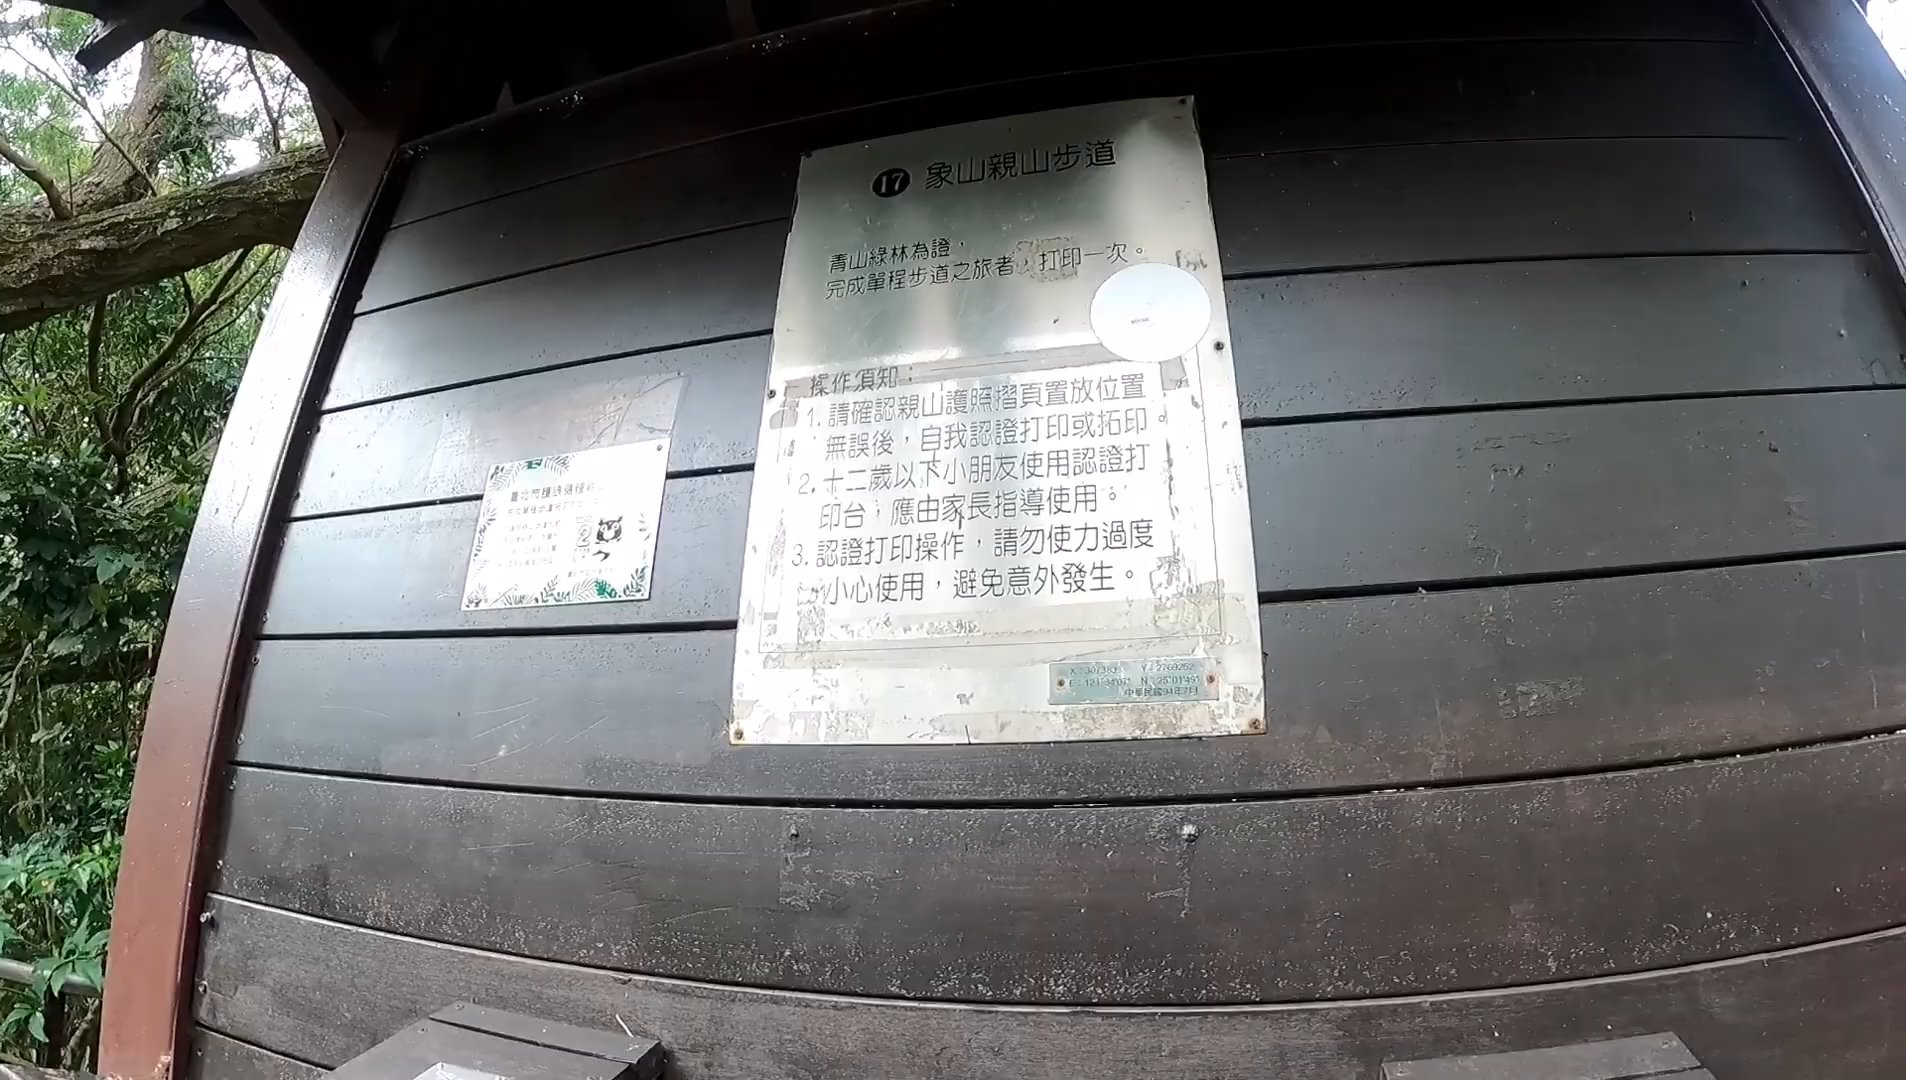 17 象山親山步道
青山綠林為證，
完成單程步道之旅者，打印一次。
操作須知：
1. 請確認親山護照摺頁置放位置
無誤後，自我認證打印或拓印。
2. 十二歲以下小朋友使用認證打
印台，應由家長指導使用。
3. 認證打印操作，請勿使力過度
小心使用，避免意外發生。
X：307383 Y：2769252
E：121°34'07" N：25°01'49"
中華民國94年7月